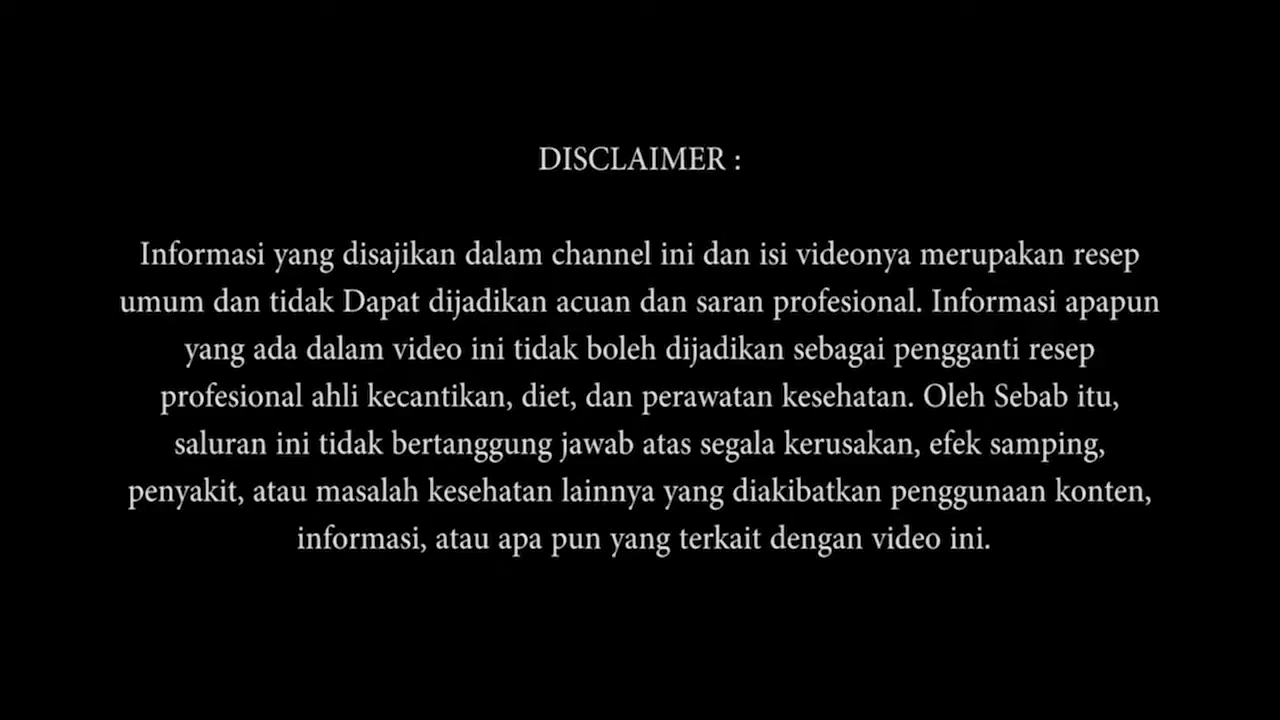 DISCLAIMER :
Informasi yang disajikan dalam channel ini dan isi videonya merupakan resep
umum dan tidak Dapat dijadikan acuan dan saran profesional. Informasi apapun
yang ada dalam video ini tidak boleh dijadikan sebagai pengganti resep
profesional ahli kecantikan, diet, dan perawatan kesehatan. Oleh Sebab itu,
saluran ini tidak bertanggung jawab atas segala kerusakan, efek samping,
penyakit, atau masalah kesehatan lainnya yang diakibatkan penggunaan konten,
informasi, atau apa pun yang terkait dengan video ini.